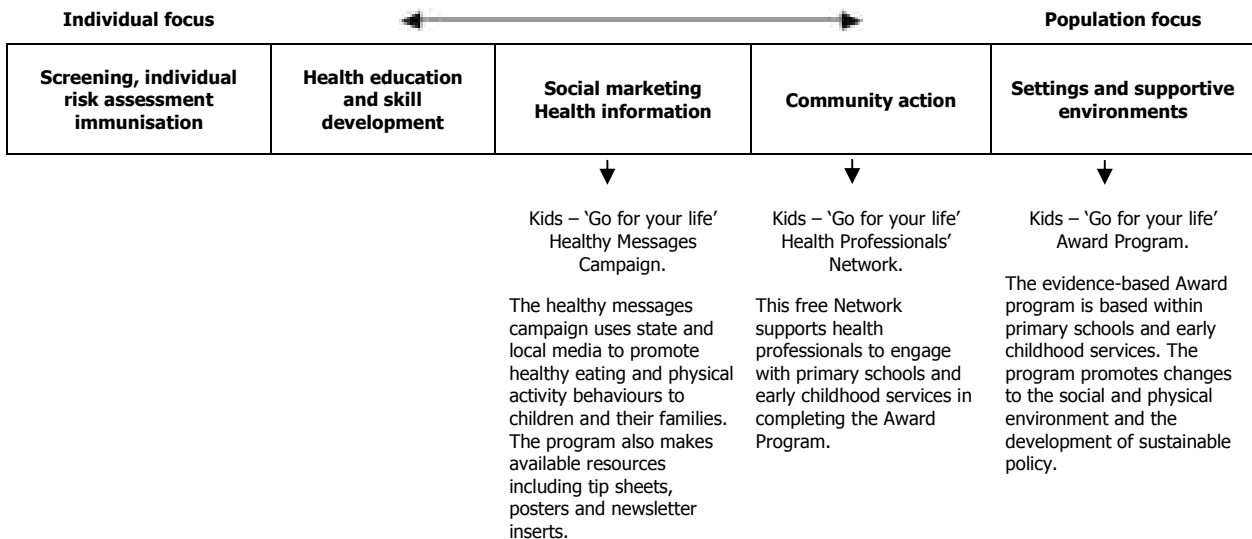 Individual focus
Population focus
Screening, individual
risk assessment
immunisation
Health education
and skill
development
Social marketing
Health information
Community action
Settings and supportive
environments
Kids – ‘Go for your life’
Healthy Messages
Campaign.
The healthy messages
campaign uses state and
local media to promote
healthy eating and physical
activity behaviours to
children and their families.
The program also makes
available resources
including tip sheets,
posters and newsletter
inserts.
Kids – ‘Go for your life’
Health Professionals’
Network.
This free Network
supports health
professionals to engage
with primary schools and
early childhood services in
completing the Award
Program.
Kids – ‘Go for your life’
Award Program.
The evidence-based Award
program is based within
primary schools and early
childhood services. The
program promotes changes
to the social and physical
environment and the
development of sustainable
policy.